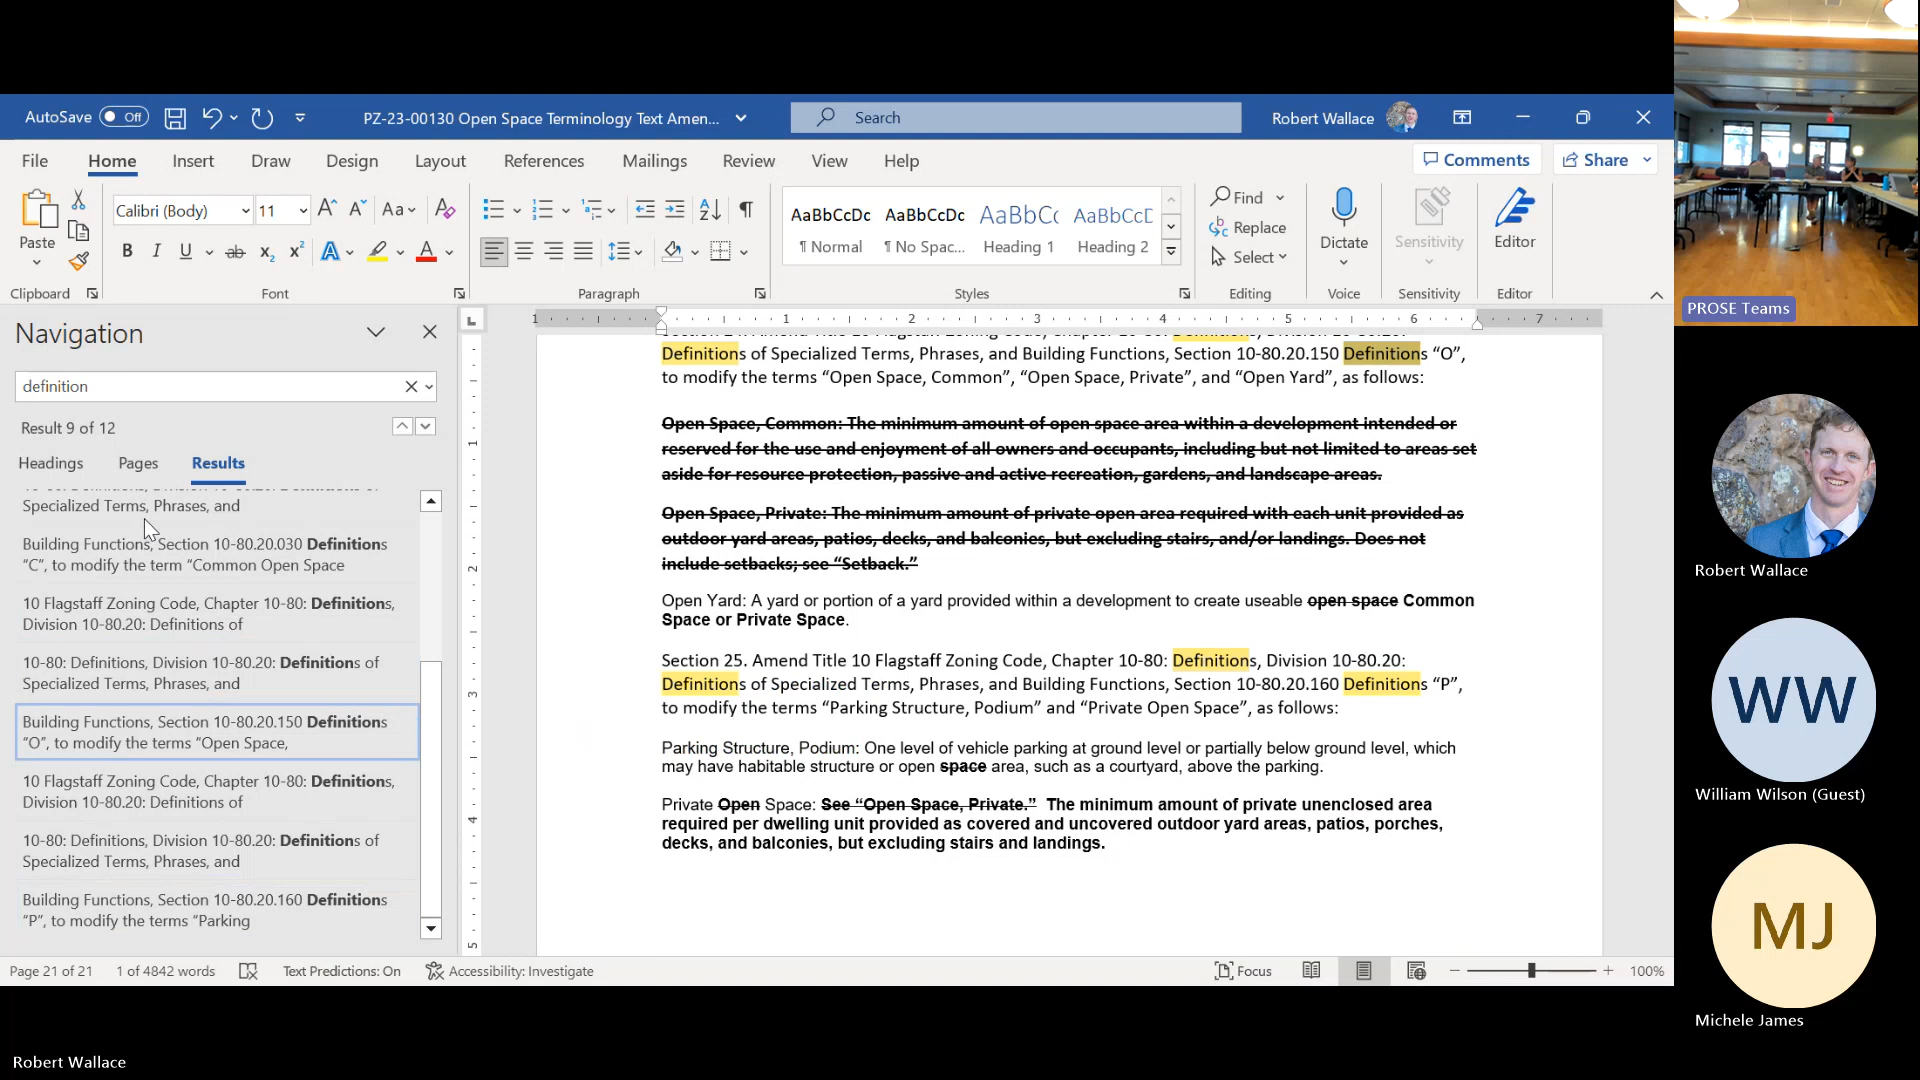 AutoSave Off
PZ-23-00130 Open Space Terminology Text Amen...
Search
Robert Wallace
File Home Insert Draw Design Layout References Mailings Review View Help
Comments Share
Paste
Clipboard
Calibri (Body) 11
Aa
B I U ab x₂ x² A A
Font
Paragraph
AaBbCcDc AaBbCcDc AaBbCc AaBbCcE
¶ Normal ¶ No Spac... Heading 1 Heading 2
Styles
Find
Replace
Select
Editing
Dictate
Voice
Sensitivity
Sensitivity
Editor
Editor
Navigation
definition
Result 9 of 12
Headings Pages Results
Specialized Terms, Phrases, and
Building Functions, Section 10-80.20.030 Definitions
"C", to modify the term "Common Open Space
10 Flagstaff Zoning Code, Chapter 10-80: Definitions,
Division 10-80.20: Definitions of
10-80: Definitions, Division 10-80.20: Definitions of
Specialized Terms, Phrases, and
Building Functions, Section 10-80.20.150 Definitions
"O", to modify the terms "Open Space,
10 Flagstaff Zoning Code, Chapter 10-80: Definitions,
Division 10-80.20: Definitions of
10-80: Definitions, Division 10-80.20: Definitions of
Specialized Terms, Phrases, and
Building Functions, Section 10-80.20.160 Definitions
"P", to modify the terms "Parking
1 1 2 3 4 5 6 7
1
2
3
4
5
Definitions of Specialized Terms, Phrases, and Building Functions, Section 10-80.20.150 Definitions “O”,
to modify the terms “Open Space, Common”, “Open Space, Private”, and “Open Yard”, as follows:
Open Space, Common: The minimum amount of open space area within a development intended or
reserved for the use and enjoyment of all owners and occupants, including but not limited to areas set
aside for resource protection, passive and active recreation, gardens, and landscape areas.
Open Space, Private: The minimum amount of private open area required with each unit provided as
outdoor yard areas, patios, decks, and balconies, but excluding stairs, and/or landings. Does not
include setbacks; see “Setback.”
Open Yard: A yard or portion of a yard provided within a development to create useable open space Common
Space or Private Space.
Section 25. Amend Title 10 Flagstaff Zoning Code, Chapter 10-80: Definitions, Division 10-80.20:
Definitions of Specialized Terms, Phrases, and Building Functions, Section 10-80.20.160 Definitions “P”,
to modify the terms “Parking Structure, Podium” and “Private Open Space”, as follows:
Parking Structure, Podium: One level of vehicle parking at ground level or partially below ground level, which
may have habitable structure or open space area, such as a courtyard, above the parking.
Private Open Space: See “Open Space, Private.” The minimum amount of private unenclosed area
required per dwelling unit provided as covered and uncovered outdoor yard areas, patios, porches,
decks, and balconies, but excluding stairs and landings.
Page 21 of 21 1 of 4842 words Text Predictions: On Accessibility: Investigate Focus 100%
PROSE Teams
Robert Wallace
WW
William Wilson (Guest)
MJ
Michele James
Robert Wallace